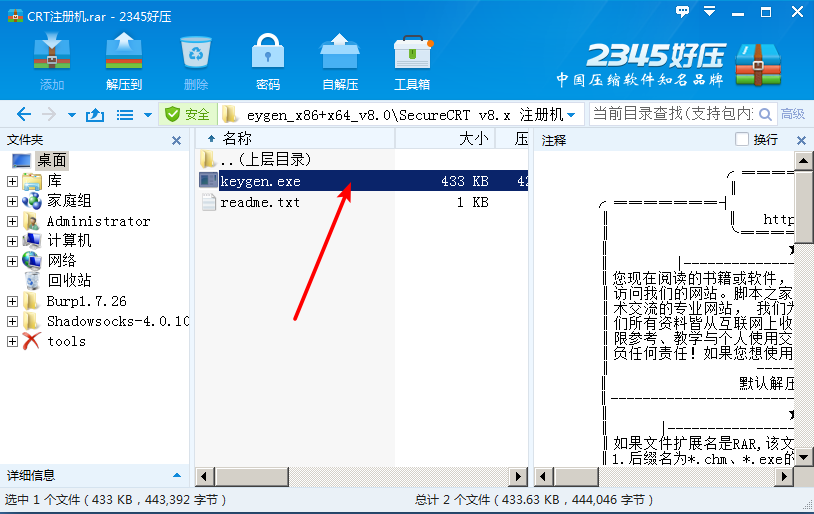 CRT注册机.rar - 2345好压
添加
解压到
删除
密码
自解压
工具箱
2345好压
中国压缩软件知名品牌
安全
eygen_x86+x64_v8.0\SecureCRT v8.x 注册机
当前目录查找(支持包内
高级
文件夹
名称
大小
压
注释
换行
桌面
库
家庭组
Administrator
计算机
网络
回收站
Burp1.7.26
Shadowsocks-4.0.10
tools
..(上层目录)
keygen.exe
433 KB
42
readme.txt
1 KB
http
您现在阅读的书籍或软件，
访问我们的网站。脚本之家
术交流的专业网站， 我们为
们所有资料皆从互联网上收
限参考、教学与个人使用交
负任何责任！如果您想使用
默认解压
如果文件扩展名是RAR,该文
1.后缀名为*.chm、*.exe的
详细信息
选中 1 个文件 ( 433 KB，443,392 字节 )
总计 2 个文件 ( 433.63 KB，444,046 字节 )